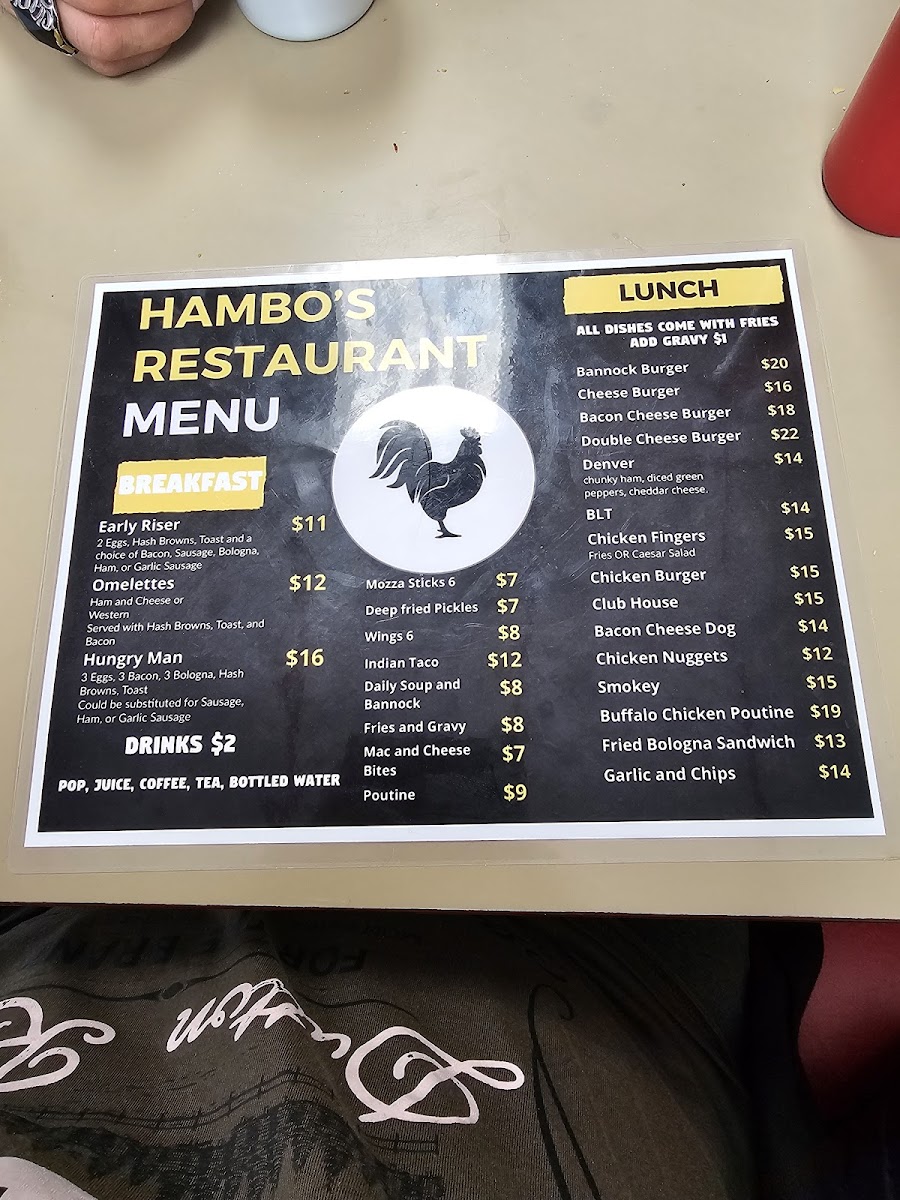 HAMBO'S
RESTAURANT
MENU
BREAKFAST
Early Riser $11
2 Eggs, Hash Browns, Toast and a
choice of Bacon, Sausage, Bologna,
Ham, or Garlic Sausage
Omelettes $12
Ham and Cheese or
Western
Served with Hash Browns, Toast, and
Bacon
Hungry Man $16
3 Eggs, 3 Bacon, 3 Bologna, Hash
Browns, Toast
Could be substituted for Sausage,
Ham, or Garlic Sausage
DRINKS $2
POP, JUICE, COFFEE, TEA, BOTTLED WATER
Mozza Sticks 6 $7
Deep fried Pickles $7
Wings 6 $8
Indian Taco $12
Daily Soup and $8
Bannock
Fries and Gravy $8
Mac and Cheese $7
Bites
Poutine $9
LUNCH
ALL DISHES COME WITH FRIES
ADD GRAVY $1
Bannock Burger $20
Cheese Burger $16
Bacon Cheese Burger $18
Double Cheese Burger $22
Denver $14
chunky ham, diced green
peppers, cheddar cheese.
BLT $14
Chicken Fingers $15
Fries OR Caesar Salad
Chicken Burger $15
Club House $15
Bacon Cheese Dog $14
Chicken Nuggets $12
Smokey $15
Buffalo Chicken Poutine $19
Fried Bologna Sandwich $13
Garlic and Chips $14